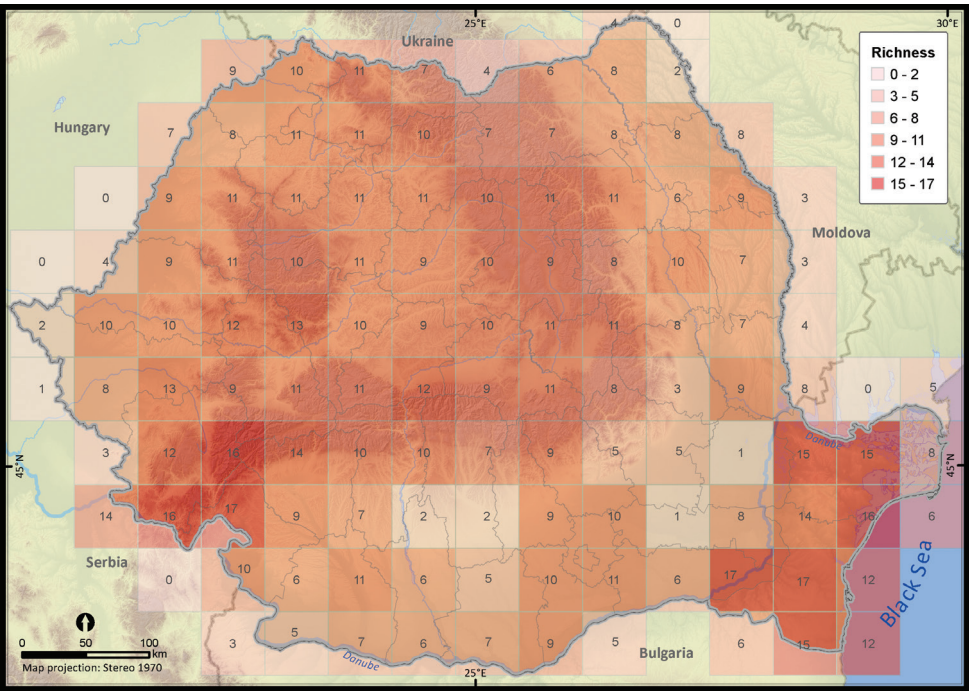 25°E
30°E
4 0
Ukraine
9 10 11 7 4 6 8 2
Richness
0 - 2
3 - 5
6 - 8
9 - 11
12 - 14
15 - 17
Hungary
7 8 11 11 10 7 7 8 8 8
0 9 11 11 11 10 11 11 6 9 3
Moldova
0 4 9 11 10 11 9 10 9 8 10 7 3
2 10 10 12 13 10 9 10 11 11 8 7 4
1 8 13 9 11 11 12 9 11 8 3 9 8 0 5
Danube
3 12 16 14 10 10 7 9 5 5 1 15 15 8
45°N
45°N
14 16 17 9 7 2 2 9 10 1 8 14 16 6
Serbia
0 10 6 11 6 5 10 11 6 17 17 12
Black Sea
3 5 7 6 7 9 5 6 15 12
Bulgaria
0 50 100
km
Map projection: Stereo 1970
Danube
25°E